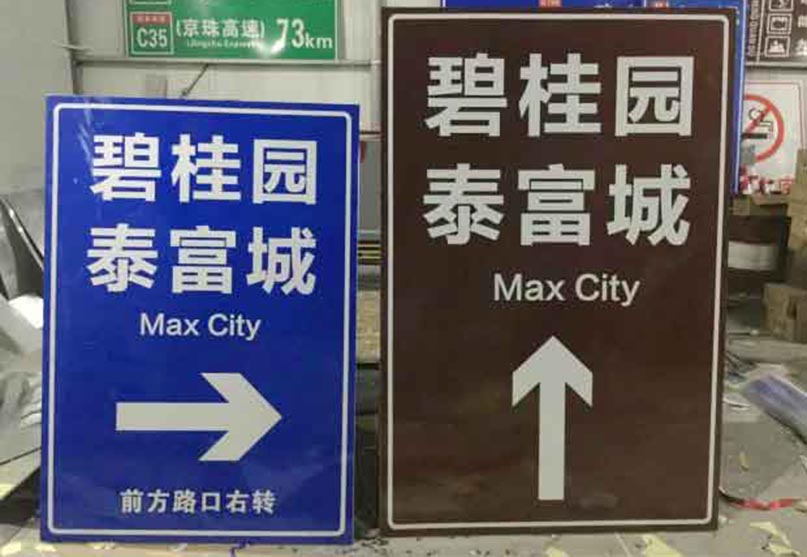 C35
(京珠高速)
73km
碧桂园
泰富城
Max City
前方路口右转
碧桂园
泰富城
Max City